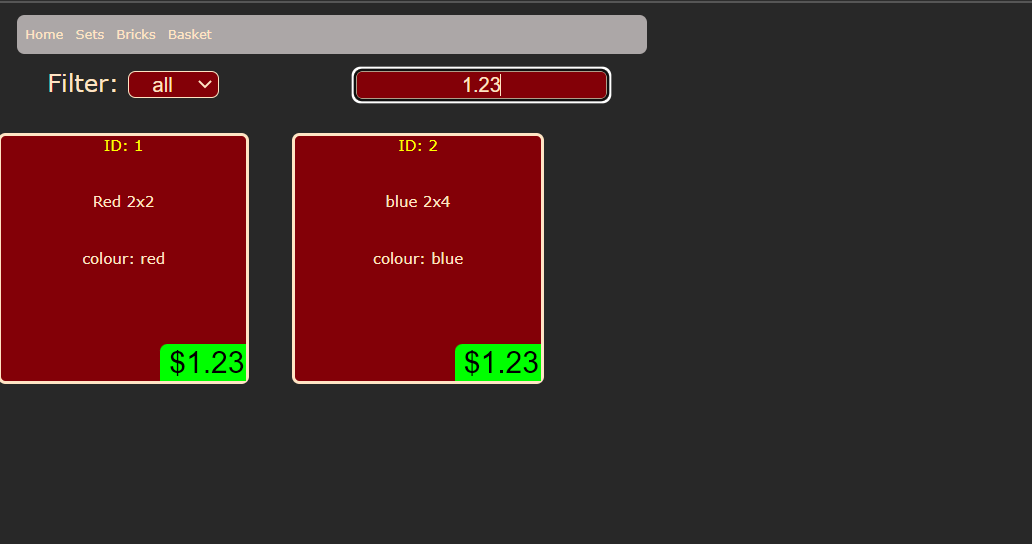 Home Sets Bricks Basket
Filter: all 1.23
ID: 1
Red 2x2
colour: red
$1.23
ID: 2
blue 2x4
colour: blue
$1.23